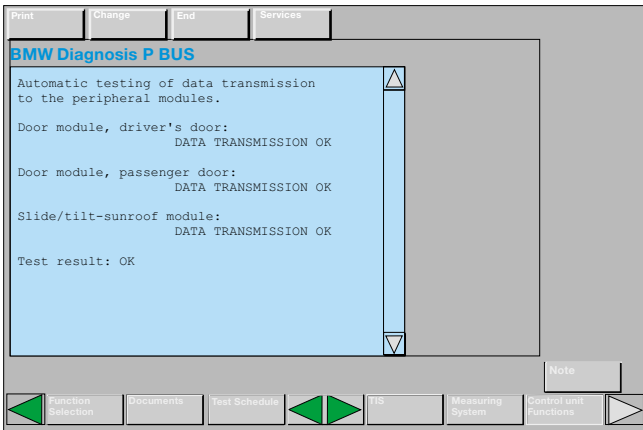 Print Change End Services
BMW Diagnosis P BUS
Automatic testing of data transmission
to the peripheral modules.
Door module, driver's door:
DATA TRANSMISSION OK
Door module, passenger door:
DATA TRANSMISSION OK
Slide/tilt-sunroof module:
DATA TRANSMISSION OK
Test result: OK
Note
Function Selection Documents Test Schedule TIS Measuring System Control unit Functions